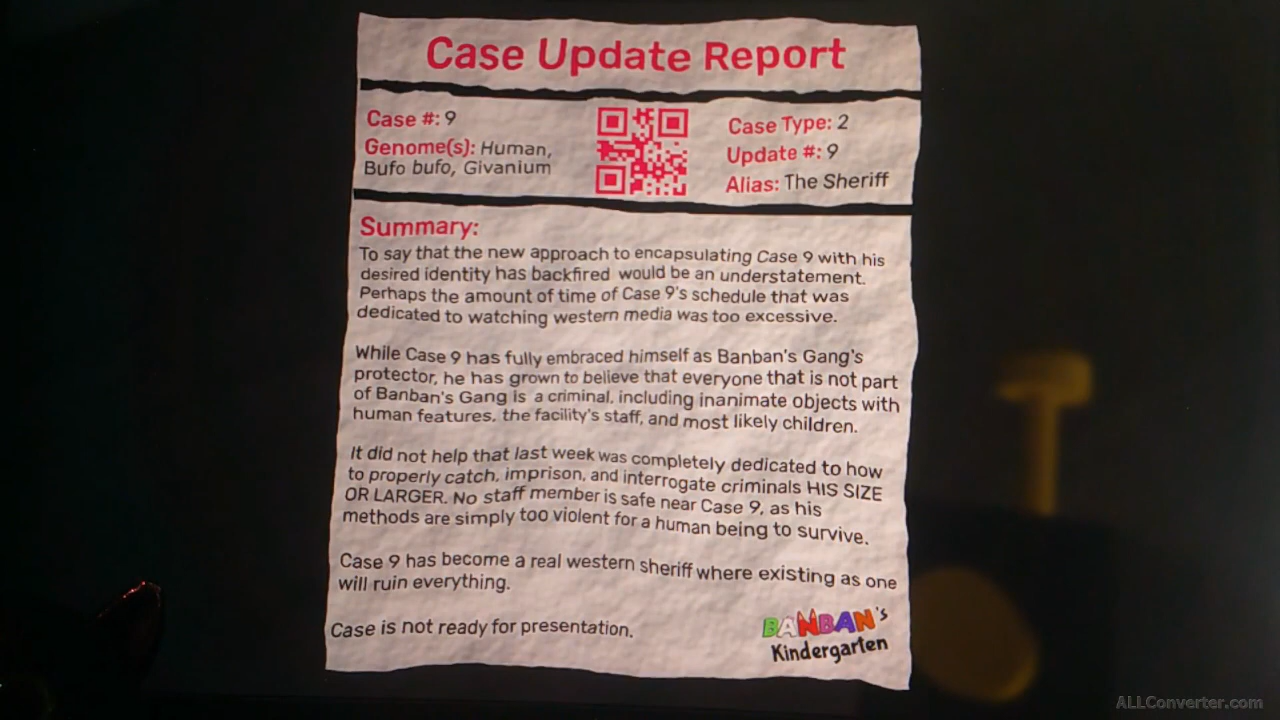 Case Update Report
Case #: 9
Genome(s): Human,
Bufo bufo, Givanium
Case Type: 2
Update #: 9
Alias: The Sheriff
Summary:
To say that the new approach to encapsulating Case 9 with his
desired identity has backfired would be an understatement.
Perhaps the amount of time of Case 9's schedule that was
dedicated to watching western media was too excessive.
While Case 9 has fully embraced himself as Banban's Gang's
protector, he has grown to believe that everyone that is not part
of Banban's Gang is a criminal, including inanimate objects with
human features, the facility's staff, and most likely children.
It did not help that last week was completely dedicated to how
to properly catch, imprison, and interrogate criminals HIS SIZE
OR LARGER. No staff member is safe near Case 9, as his
methods are simply too violent for a human being to survive.
Case 9 has become a real western sheriff where existing as one
will ruin everything.
Case is not ready for presentation.
BANBAN's
Kindergarten
ALLConverter.com